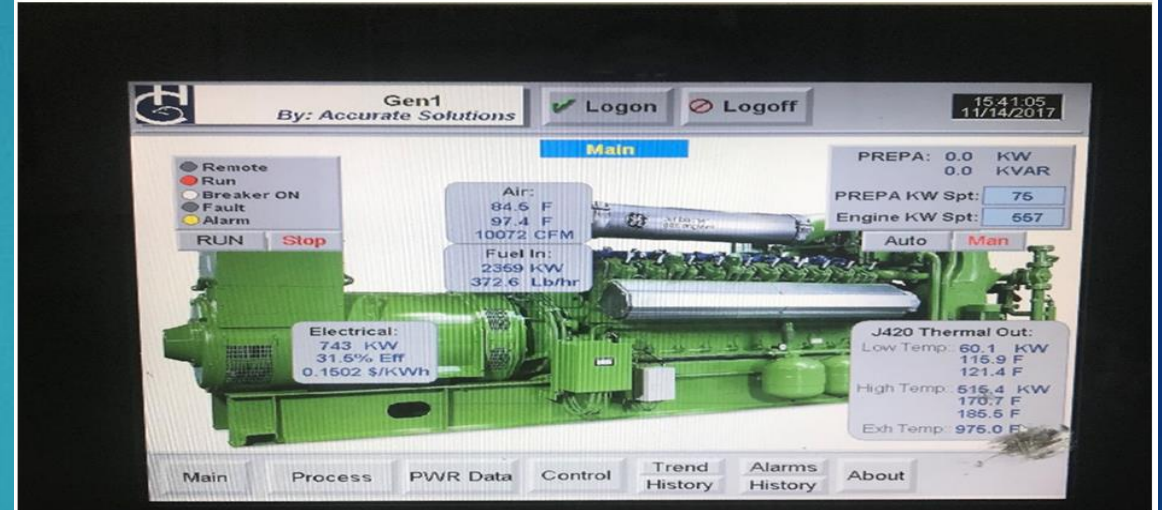 Gen1
By: Accurate Solutions
Logon
Logoff
15:41:05
11/14/2017
Main
Remote
Run
Breaker ON
Fault
Alarm
RUN
Stop
Air:
84.5 F
97.4 F
10072 CFM
Fuel In:
2359 KW
372.6 Lb/hr
PREPA: 0.0 KW
0.0 KVAR
PREPA KW Spt: 75
Engine KW Spt: 557
Auto
Man
Electrical:
743 KW
31.5% Eff
0.1502 $/KWh
J420 Thermal Out:
Low Temp: 60.1 KW
115.9 F
121.4 F
High Temp: 515.4 KW
170.7 F
185.5 F
Exh Temp: 975.0 F
Main
Process
PWR Data
Control
Trend
History
Alarms
History
About